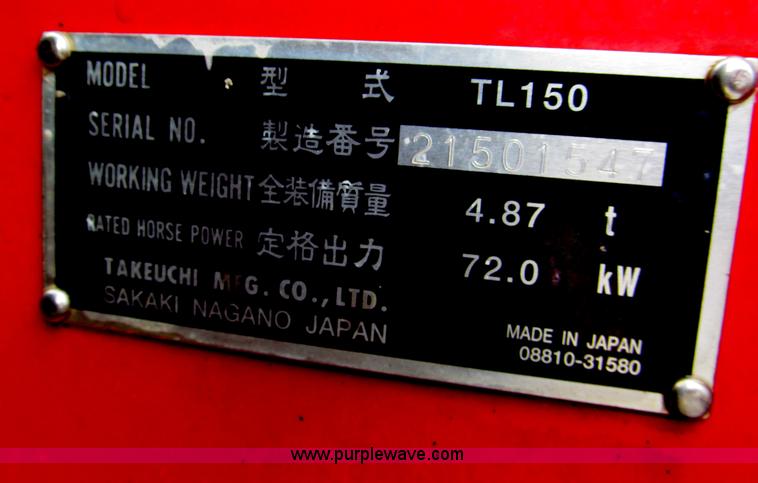 MODEL 型 式 TL150
SERIAL NO. 製造番号 21501547
WORKING WEIGHT 全装備質量 4.87 t
RATED HORSE POWER 定格出力 72.0 kW
TAKEUCHI MFG. CO.,LTD.
SAKAKI NAGANO JAPAN
MADE IN JAPAN
08810-31580
www.purplewave.com